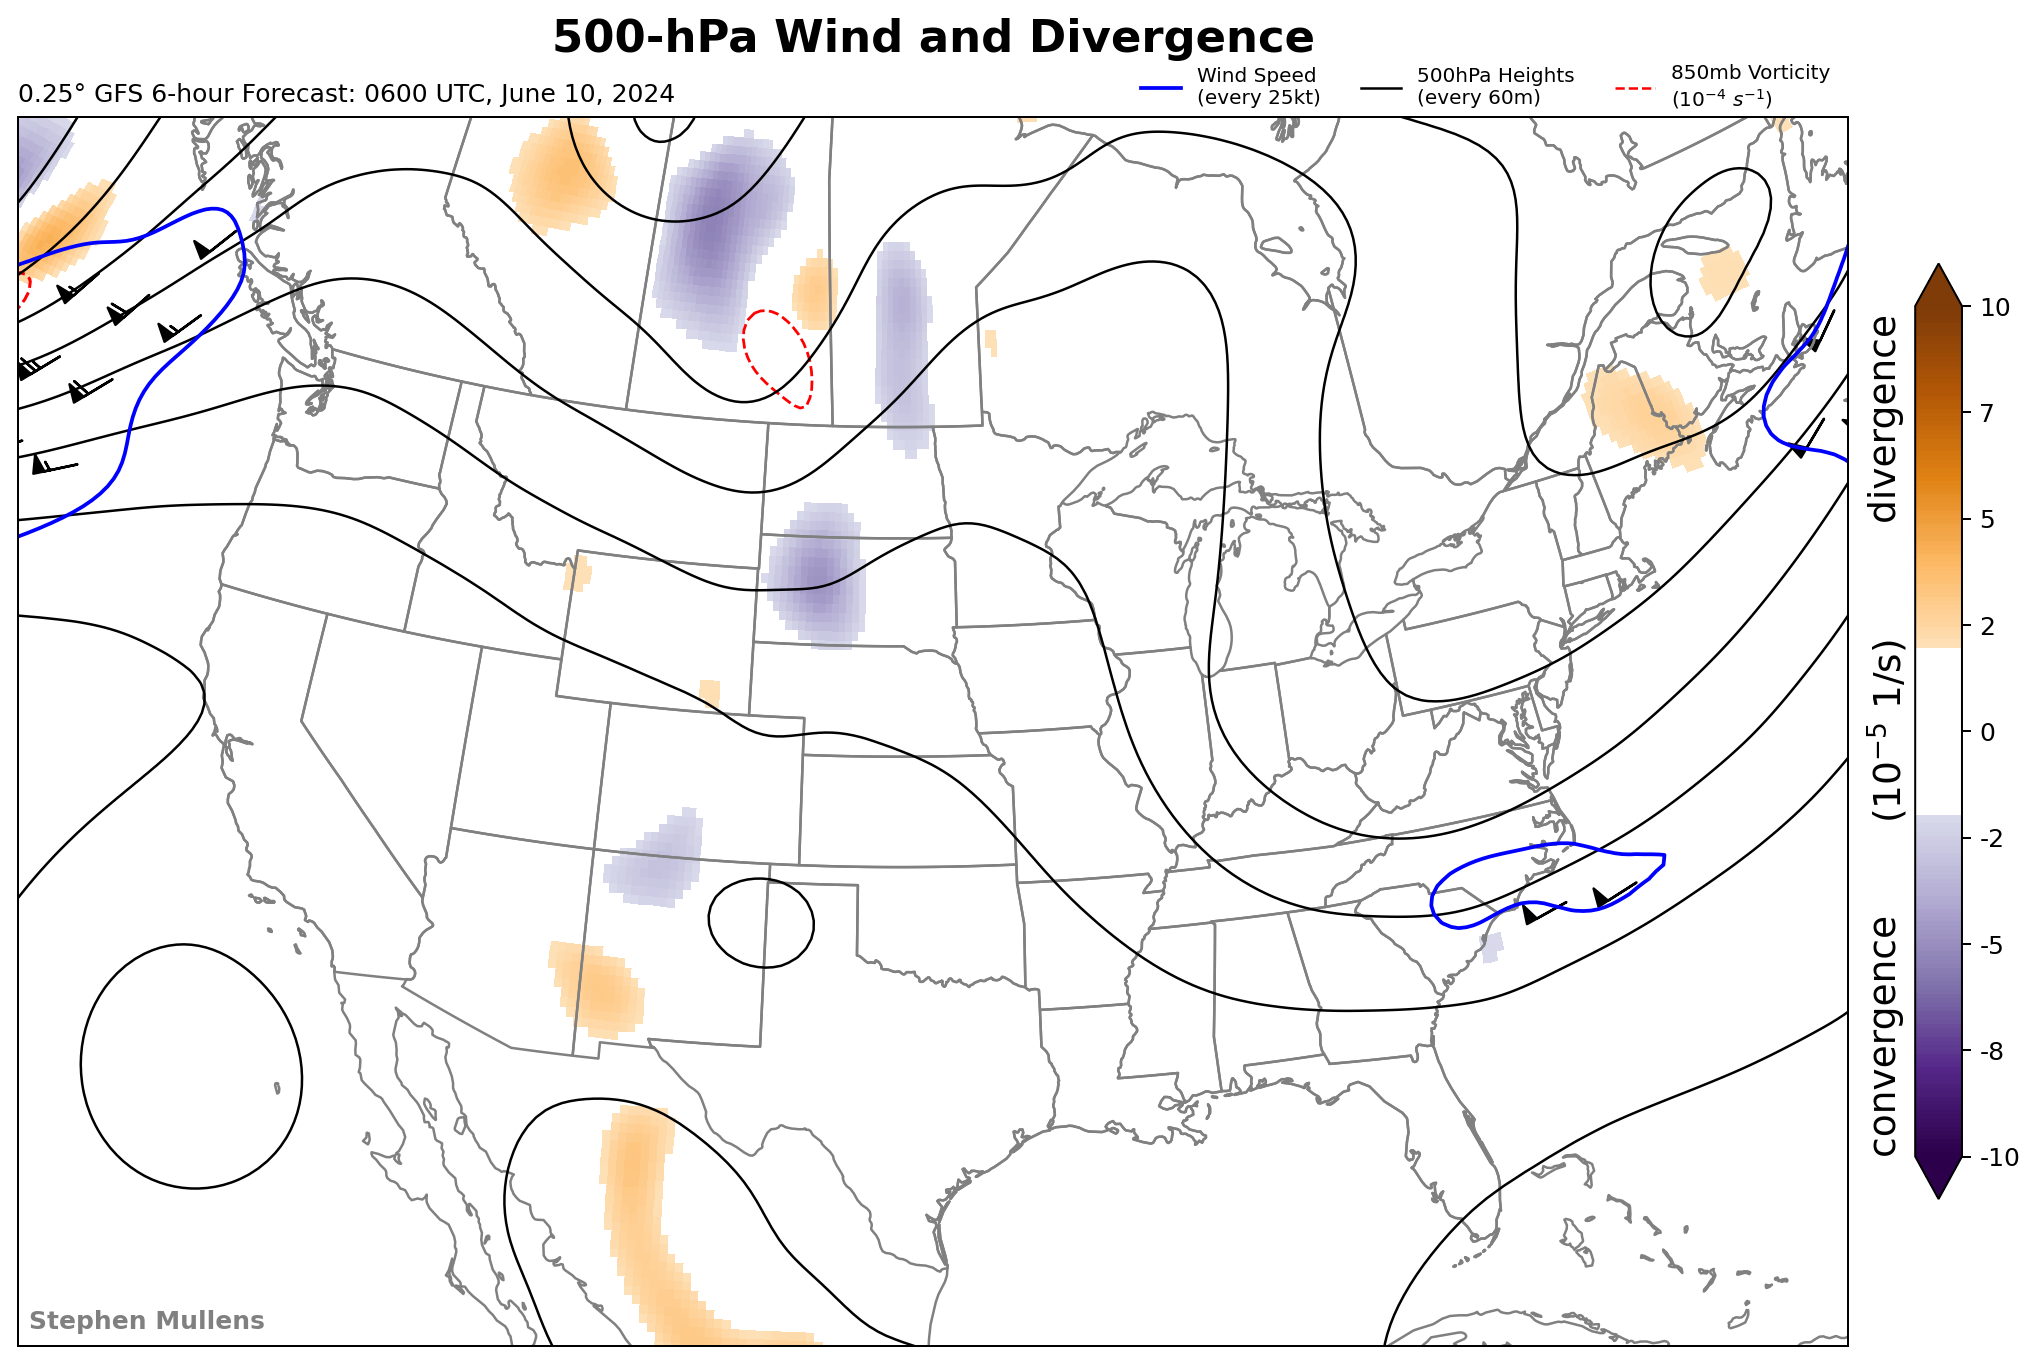 500-hPa Wind and Divergence
0.25° GFS 6-hour Forecast: 0600 UTC, June 10, 2024
Wind Speed
(every 25kt)
500hPa Heights
(every 60m)
850mb Vorticity
(10⁻⁴ s⁻¹)
10
7
5
2
0
-2
-5
-8
-10
convergence (10⁻⁵ 1/s) divergence
Stephen Mullens